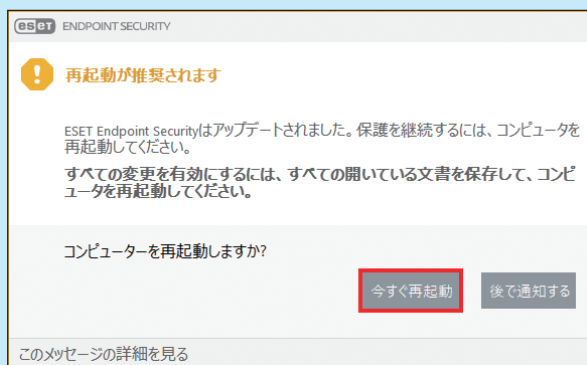 eset ENDPOINT SECURITY
再起動が推奨されます
ESET Endpoint Securityはアップデートされました。保護を継続するには、コンピュータを
再起動してください。
すべての変更を有効にするには、すべての開いている文書を保存して、コンピ
ュータを再起動してください。
コンピューターを再起動しますか?
今すぐ再起動 後で通知する
このメッセージの詳細を見る